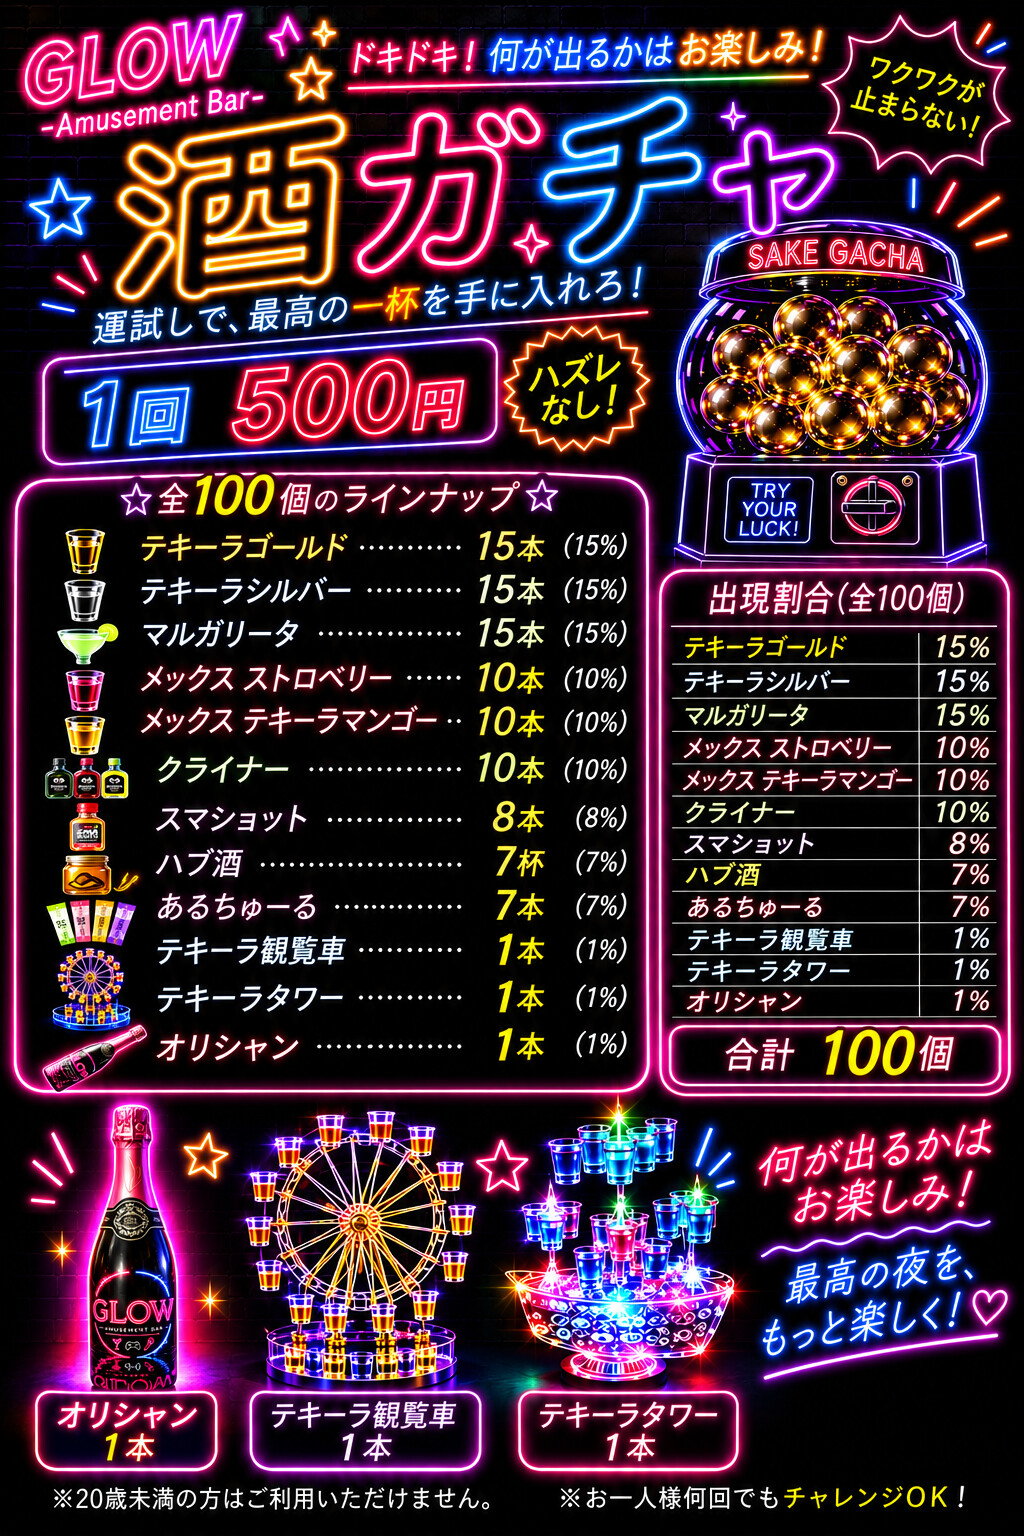 GLOW
-Amusement Bar-
ドキドキ！何が出るかはお楽しみ！
ワクワクが
止まらない！
酒ガチャ
運試しで、最高の一杯を手に入れろ！
1回 500円
ハズレ
なし！
SAKE GACHA
TRY
YOUR
LUCK!
☆全100個のラインナップ☆
テキーラゴールド ………… 15本 (15%)
テキーラシルバー ………… 15本 (15%)
マルガリータ ………… 15本 (15%)
メックス ストロベリー …… 10本 (10%)
メックス テキーラマンゴー ‥ 10本 (10%)
クライナー ………… 10本 (10%)
スマショット ………… 8本 (8%)
ハブ酒 ………… 7杯 (7%)
あるちゅーる ………… 7本 (7%)
テキーラ観覧車 ………… 1本 (1%)
テキーラタワー ………… 1本 (1%)
オリシャン ………… 1本 (1%)
出現割合(全100個)
テキーラゴールド 15%
テキーラシルバー 15%
マルガリータ 15%
メックス ストロベリー 10%
メックス テキーラマンゴー 10%
クライナー 10%
スマショット 8%
ハブ酒 7%
あるちゅーる 7%
テキーラ観覧車 1%
テキーラタワー 1%
オリシャン 1%
合計 100個
GLOW
AMUSEMENT BAR
何が出るかは
お楽しみ！
最高の夜を、
もっと楽しく！♡
オリシャン
1本
テキーラ観覧車
1本
テキーラタワー
1本
※20歳未満の方はご利用いただけません。
※お一人様何回でもチャレンジOK！